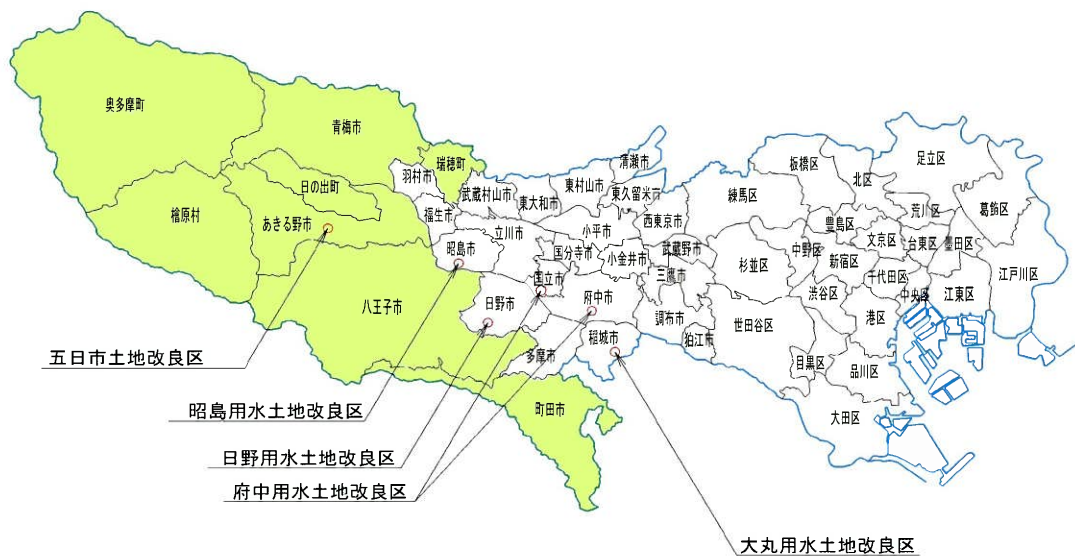 奥多摩町
青梅市
瑞穂町
羽村市
日の出町
檜原村
あきる野市
福生市
武蔵村山市
東大和市
東村山市
清瀬市
東久留米市
立川市
小平市
西東京市
昭島市
国分寺市
小金井市
武蔵野市
国立市
三鷹市
八王子市
日野市
府中市
調布市
狛江市
稲城市
多摩市
町田市
板橋区
北区
足立区
練馬区
荒川区
葛飾区
豊島区
文京区
台東区
墨田区
中野区
杉並区
新宿区
千代田区
江戸川区
渋谷区
中央区
江東区
港区
世田谷区
目黒区
品川区
大田区
五日市土地改良区
昭島用水土地改良区
日野用水土地改良区
府中用水土地改良区
大丸用水土地改良区